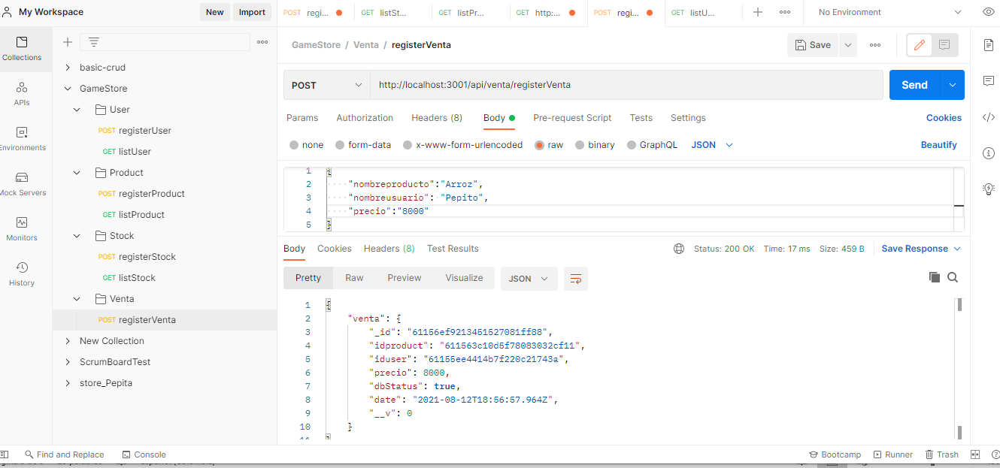 My Workspace New Import
POST regi... GET listSt... GET listPr... GET http:... POST regi... GET listU... No Environment
Collections
APIs
Environments
Mock Servers
Monitors
History
basic-crud
GameStore
User
POST registerUser
GET listUser
Product
POST registerProduct
GET listProduct
Stock
POST registerStock
GET listStock
Venta
POST registerVenta
New Collection
ScrumBoardTest
store_Pepita
GameStore / Venta / registerVenta Save
POST http://localhost:3001/api/venta/registerVenta Send
Params Authorization Headers (8) Body Pre-request Script Tests Settings Cookies
none form-data x-www-form-urlencoded raw binary GraphQL JSON Beautify
1 {
2 "nombreproducto":"Arroz",
3 "nombreusuario": "Pepito",
4 "precio":"8000"
5 }
Body Cookies Headers (8) Test Results Status: 200 OK Time: 17 ms Size: 459 B Save Response
Pretty Raw Preview Visualize JSON
1 {
2 "venta": {
3 "_id": "61156ef9213451527081ff88",
4 "idproduct": "611563c10d5f78083032cf11",
5 "iduser": "61155ee4414b7f220c21743a",
6 "precio": 8000,
7 "dbStatus": true,
8 "date": "2021-08-12T18:56:57.964Z",
9 "__v": 0
10 }
11 }
Find and Replace Console Bootcamp Runner Trash